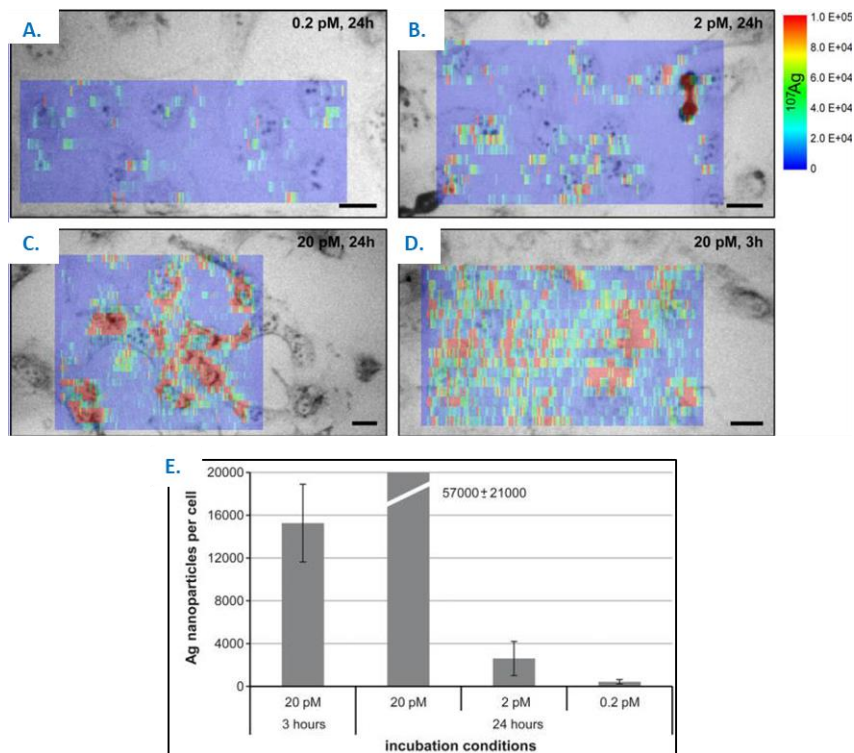 A.
0.2 pM, 24h
B.
2 pM, 24h
1.0 E+05
8.0 E+04
6.0 E+04
4.0 E+04
2.0 E+04
0
107Ag
C.
20 pM, 24h
D.
20 pM, 3h
E.
20000
16000
12000
8000
4000
0
Ag nanoparticles per cell
57000±21000
20 pM 20 pM 2 pM 0.2 pM
3 hours 24 hours
incubation conditions